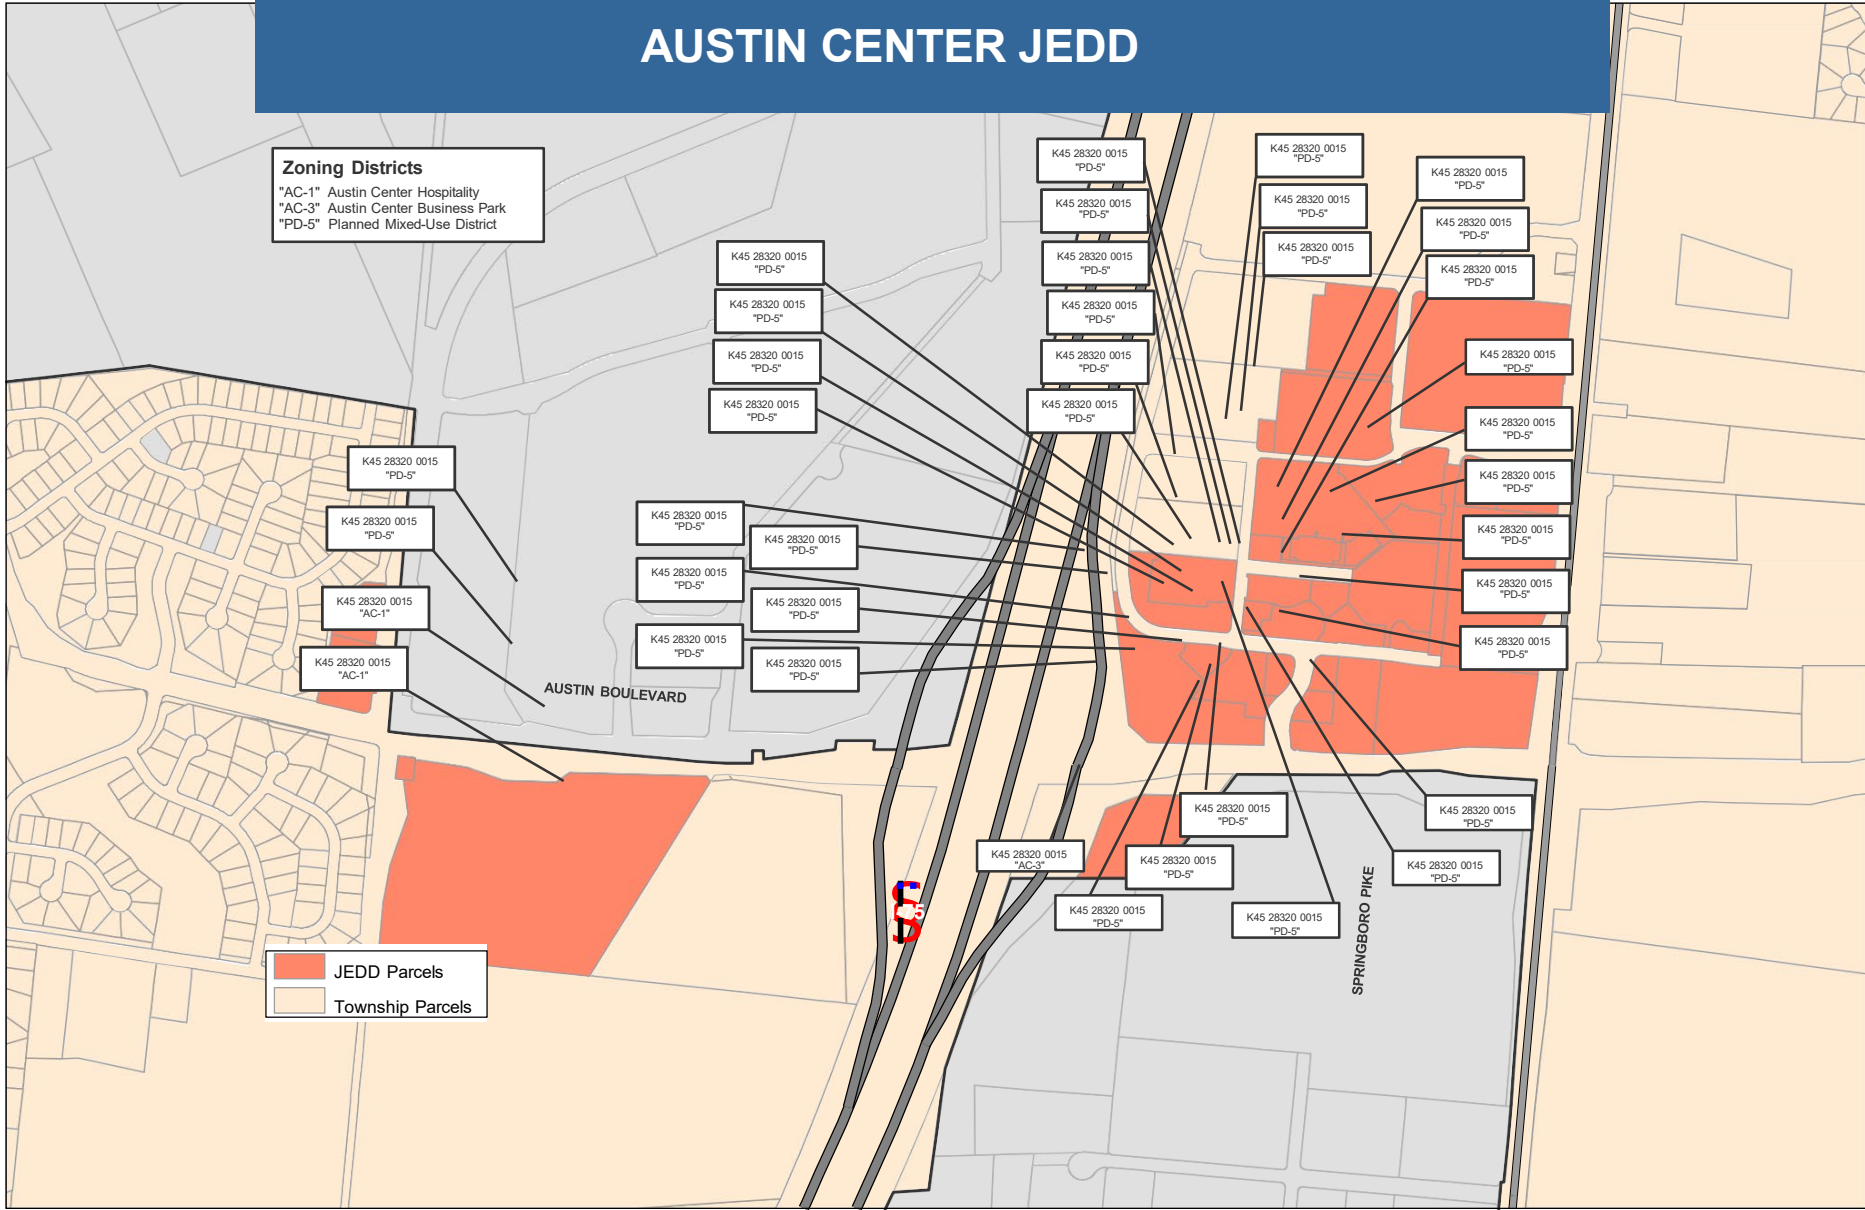 AUSTIN CENTER JEDD
Zoning Districts
"AC-1" Austin Center Hospitality
"AC-3" Austin Center Business Park
"PD-5" Planned Mixed-Use District
K45 28320 0015
"PD-5"
K45 28320 0015
"PD-5"
K45 28320 0015
"PD-5"
K45 28320 0015
"PD-5"
K45 28320 0015
"PD-5"
K45 28320 0015
"PD-5"
K45 28320 0015
"PD-5"
K45 28320 0015
"PD-5"
K45 28320 0015
"PD-5"
K45 28320 0015
"PD-5"
K45 28320 0015
"PD-5"
K45 28320 0015
"PD-5"
K45 28320 0015
"PD-5"
K45 28320 0015
"PD-5"
K45 28320 0015
"PD-5"
K45 28320 0015
"PD-5"
K45 28320 0015
"PD-5"
K45 28320 0015
"PD-5"
K45 28320 0015
"PD-5"
K45 28320 0015
"PD-5"
K45 28320 0015
"PD-5"
K45 28320 0015
"PD-5"
K45 28320 0015
"PD-5"
K45 28320 0015
"PD-5"
K45 28320 0015
"AC-1"
K45 28320 0015
"AC-1"
K45 28320 0015
"PD-5"
K45 28320 0015
"PD-5"
K45 28320 0015
"PD-5"
K45 28320 0015
"PD-5"
K45 28320 0015
"PD-5"
K45 28320 0015
"PD-5"
AUSTIN BOULEVARD
K45 28320 0015
"PD-5"
K45 28320 0015
"PD-5"
K45 28320 0015
"AC-3"
K45 28320 0015
"PD-5"
K45 28320 0015
"PD-5"
K45 28320 0015
"PD-5"
K45 28320 0015
"PD-5"
SPRINGBORO PIKE
JEDD Parcels
Township Parcels